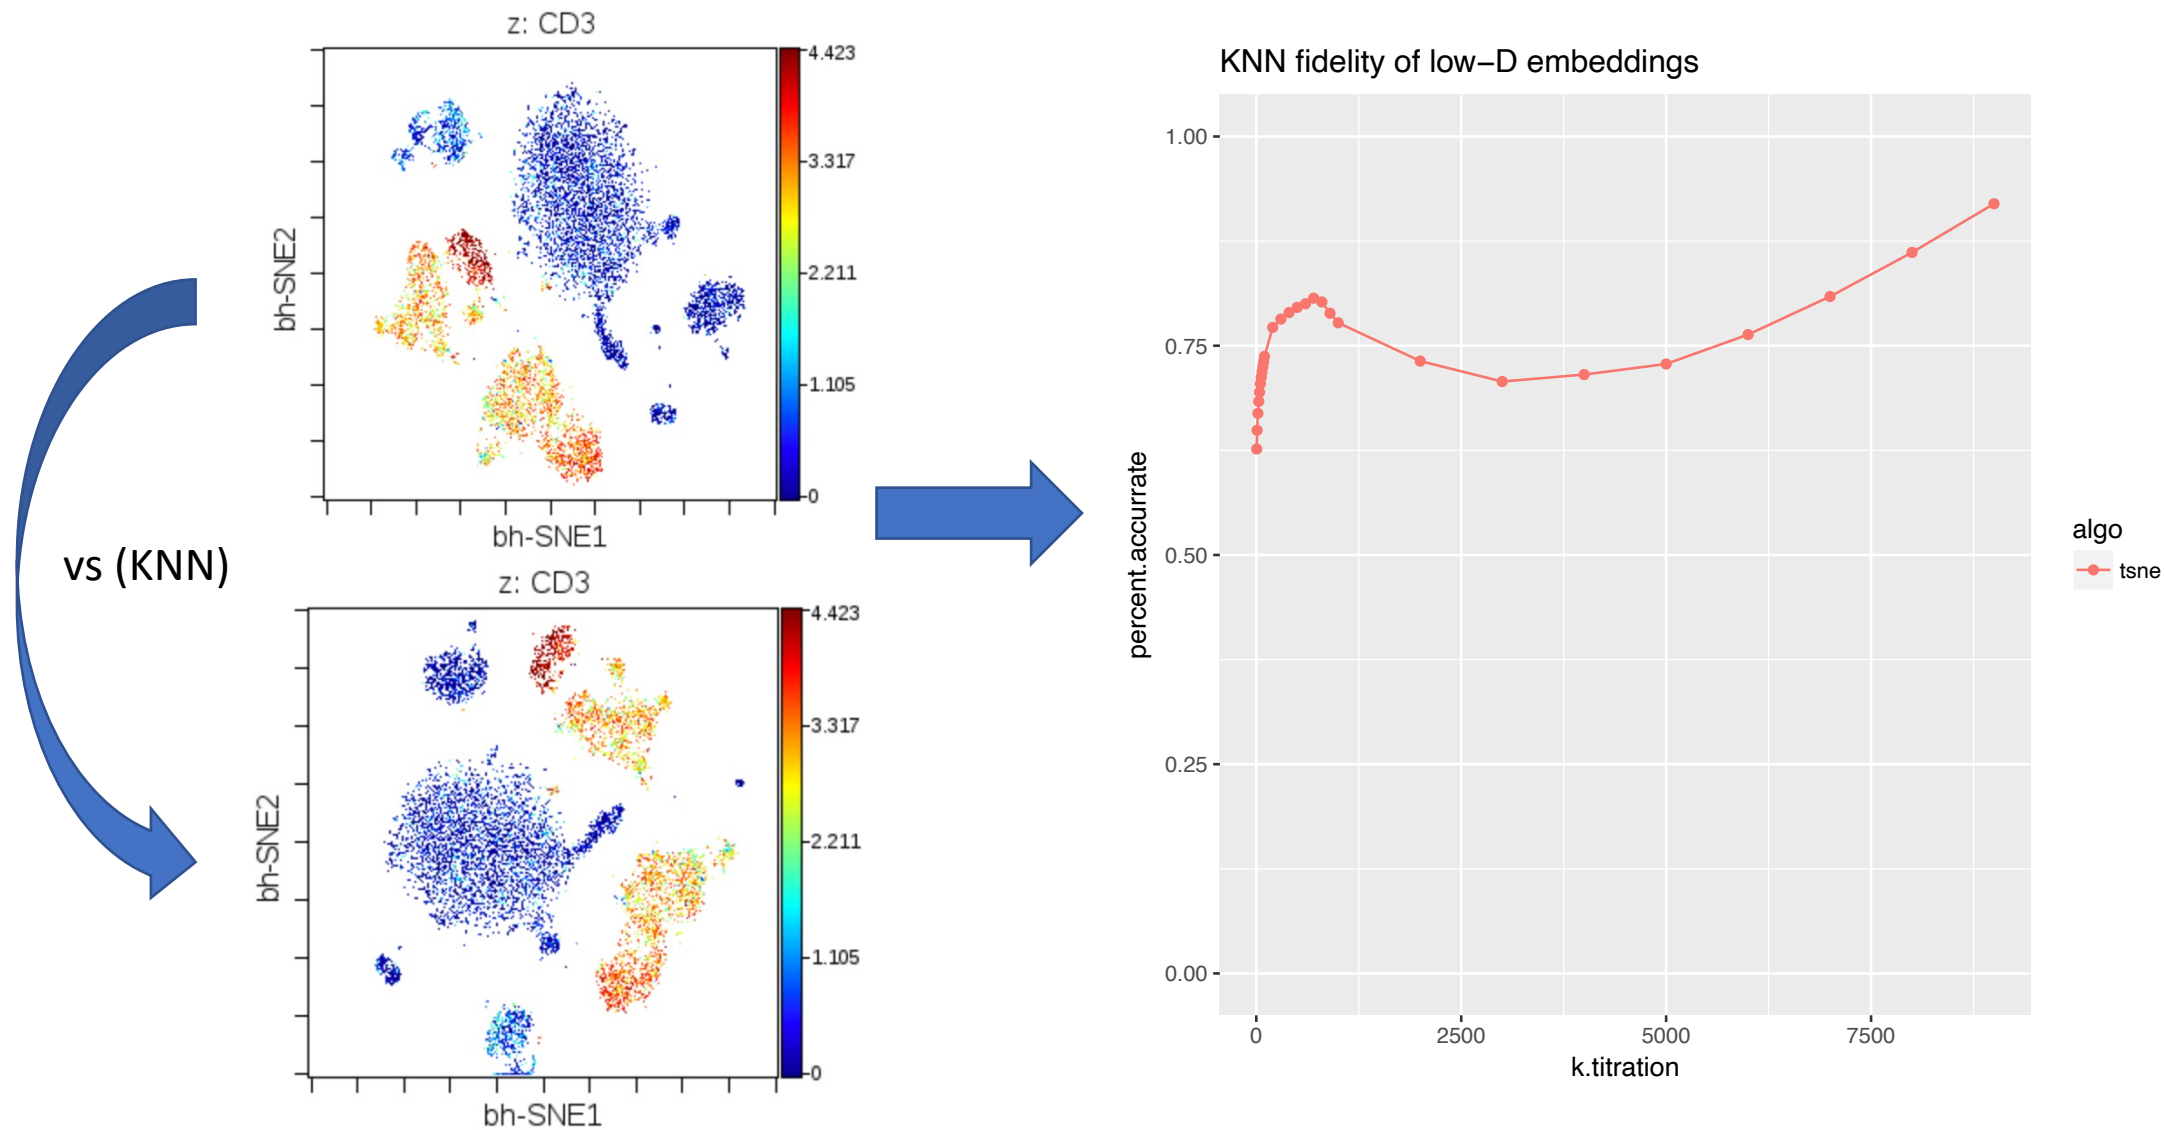 z: CD3
4.423
3.317
2.211
1.105
0
bh-SNE2
bh-SNE1
vs (KNN)
z: CD3
4.423
3.317
2.211
1.105
0
bh-SNE2
bh-SNE1
KNN fidelity of low–D embeddings
1.00
0.75
0.50
0.25
0.00
percent.accurrate
0 2500 5000 7500
k.titration
algo
tsne